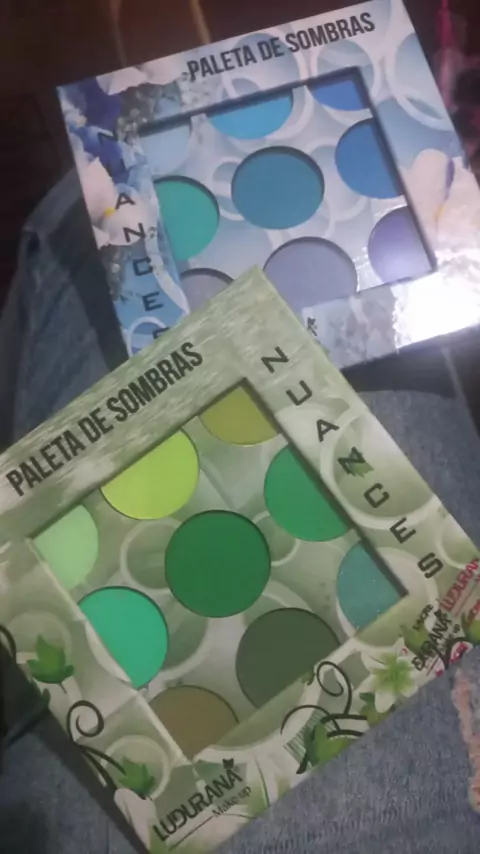 PALETA DE SOMBRAS
NUANCES
PALETA DE SOMBRAS
NUANCES
LUDURANA
Make up